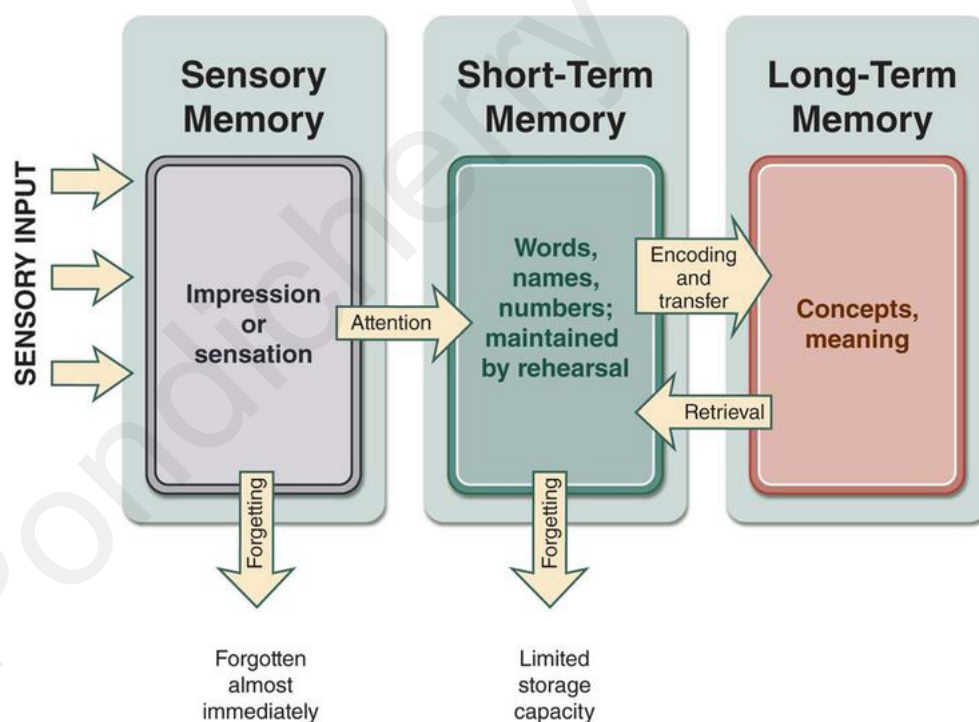 Sensory
Memory
Short-Term
Memory
Long-Term
Memory
SENSORY INPUT
Impression
or
sensation
Attention
Words,
names,
numbers;
maintained
by rehearsal
Encoding
and
transfer
Retrieval
Concepts,
meaning
Forgetting
Forgetting
Forgotten
almost
immediately
Limited
storage
capacity
Pondicherry